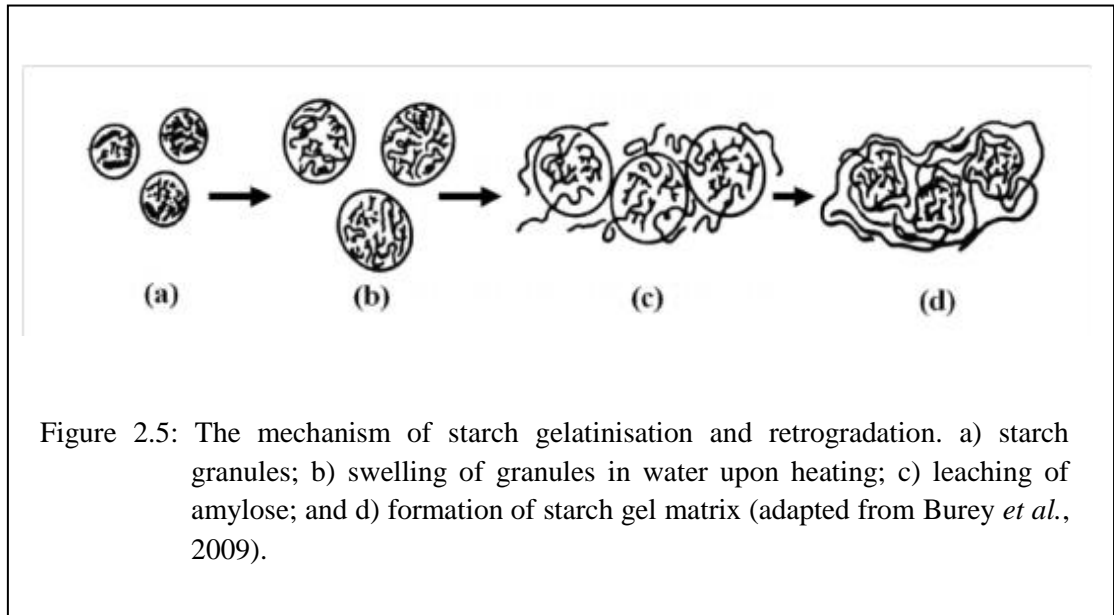 (a) (b) (c) (d)
Figure 2.5: The mechanism of starch gelatinisation and retrogradation. a) starch
granules; b) swelling of granules in water upon heating; c) leaching of
amylose; and d) formation of starch gel matrix (adapted from Burey et al.,
2009).